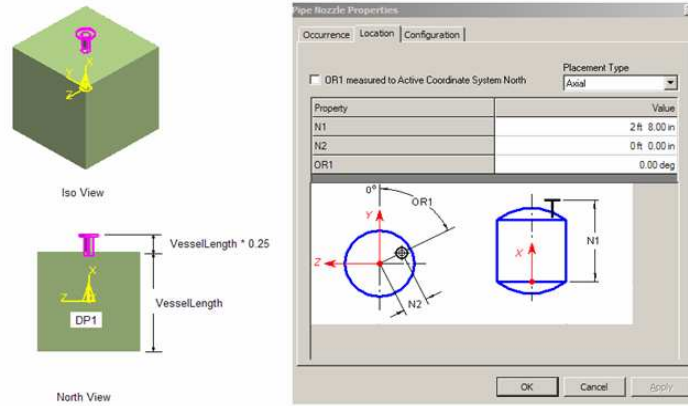 Pipe Nozzle Properties
Occurrence Location Configuration
OR1 measured to Active Coordinate System North
Placement Type
Axial
Property Value
N1 2 ft 8.00 in
N2 0 ft 0.00 in
OR1 0.00 deg
0°
OR1
Y
Z
N2
X
N1
OK Cancel Apply
X
Y
Z
Iso View
VesselLength * 0.25
X
Z
VesselLength
DP1
North View